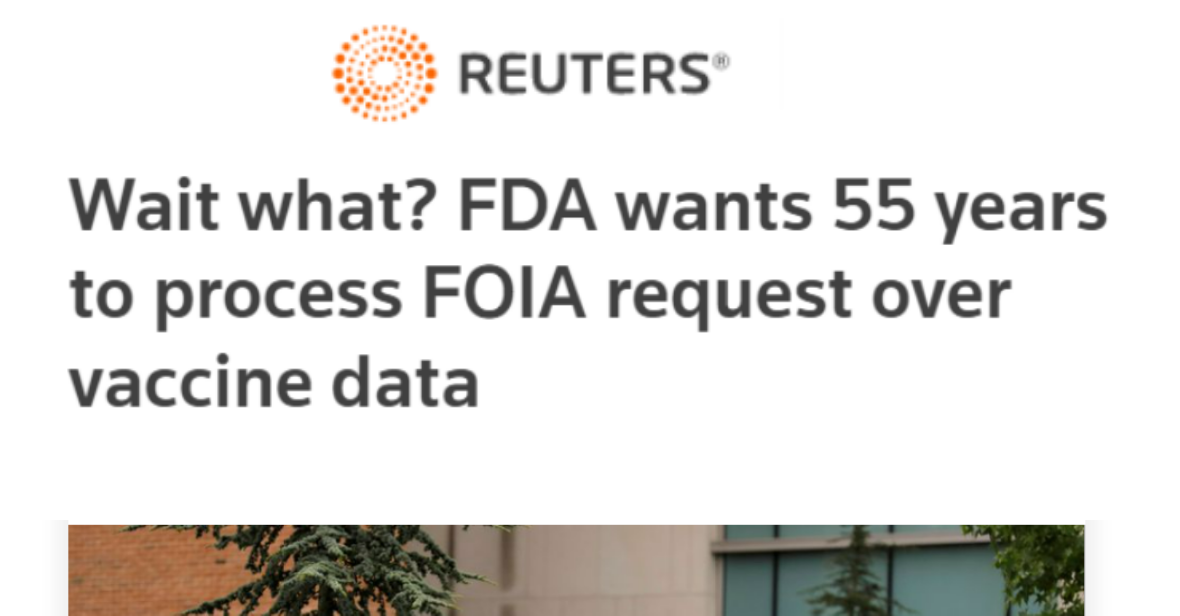 REUTERS®
Wait what? FDA wants 55 years
to process FOIA request over
vaccine data